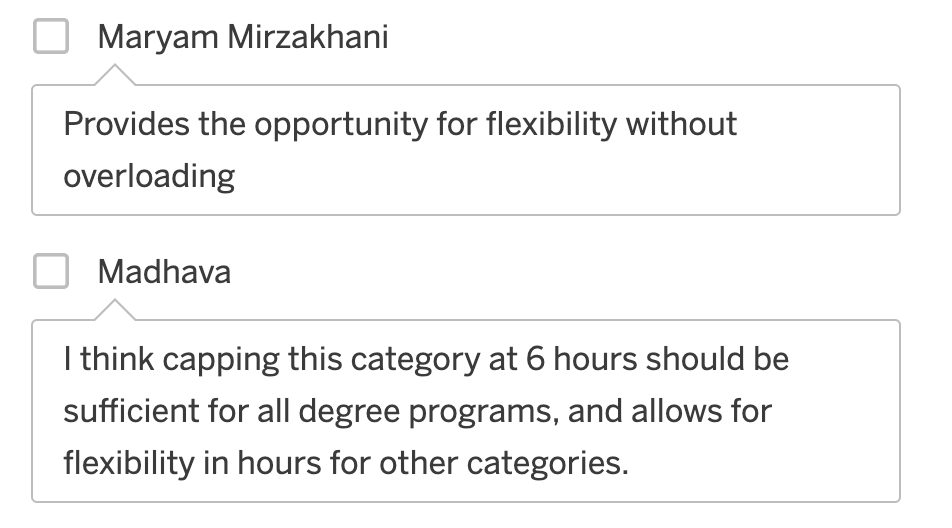 Maryam Mirzakhani
Provides the opportunity for flexibility without
overloading
Madhava
I think capping this category at 6 hours should be
sufficient for all degree programs, and allows for
flexibility in hours for other categories.